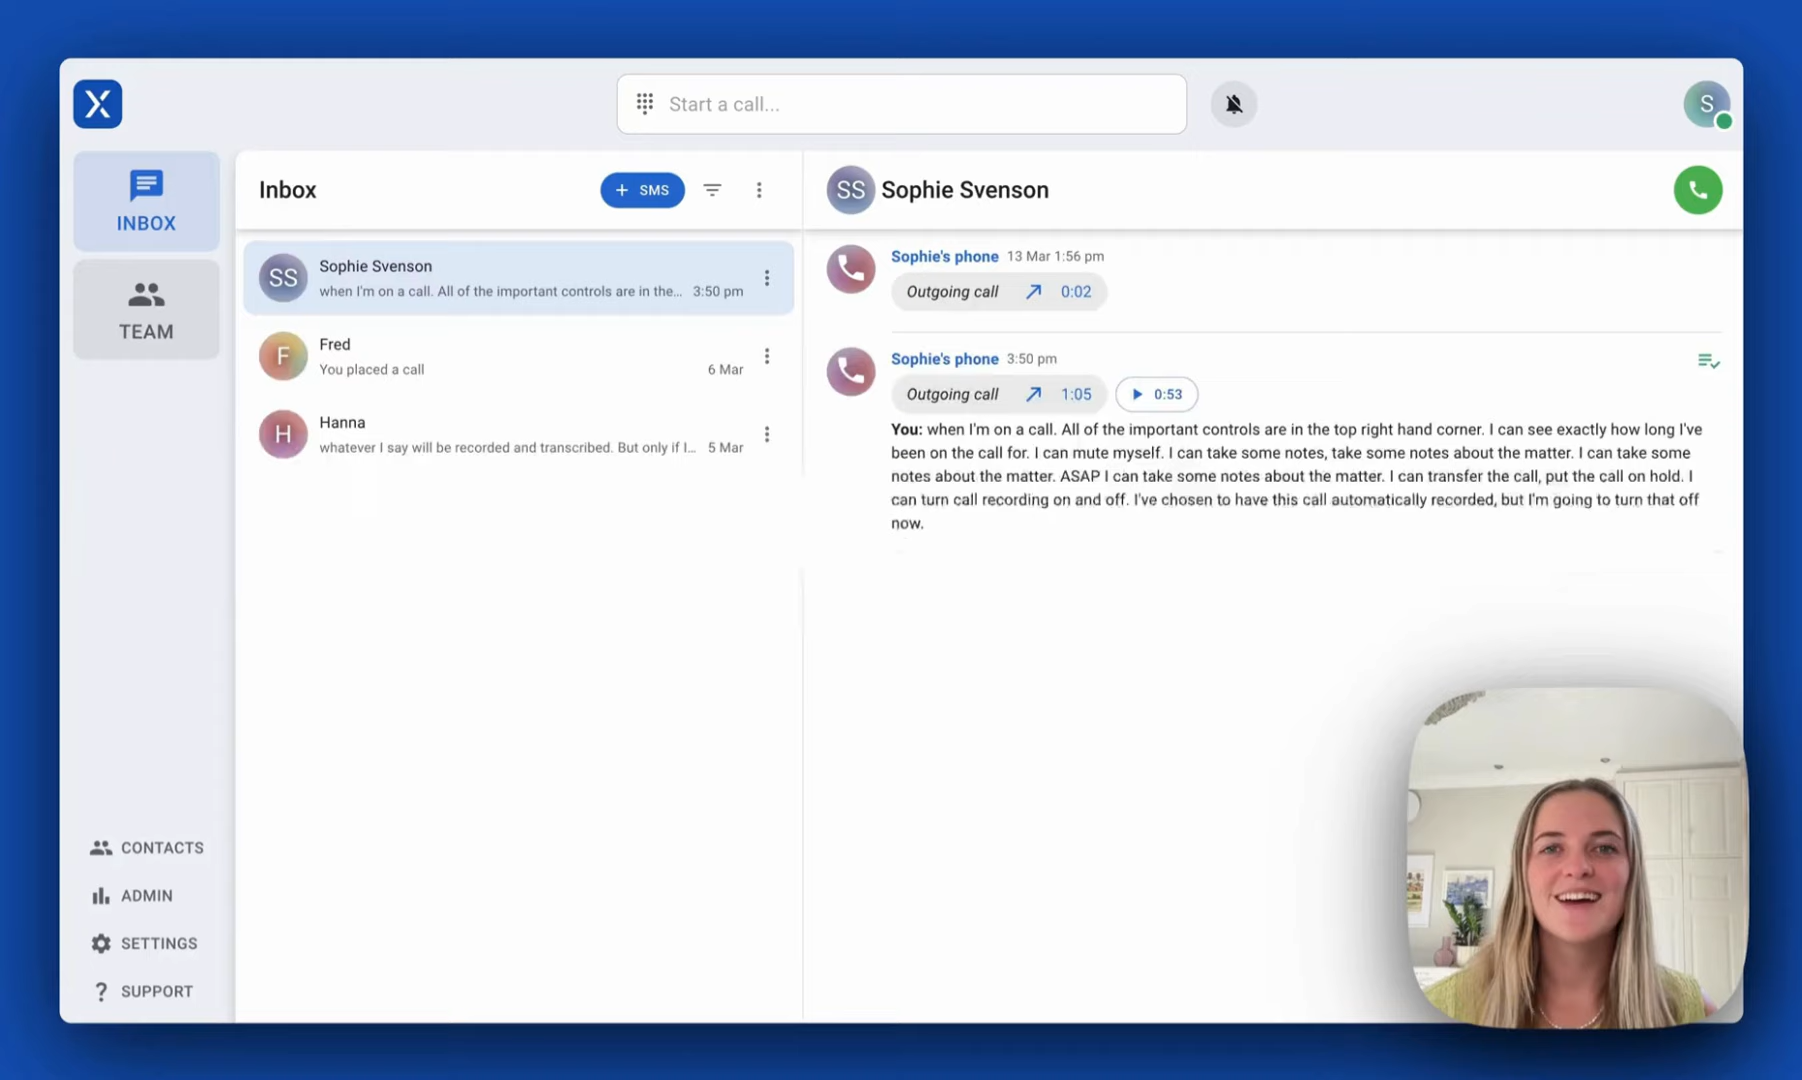 X
Start a call...
S
INBOX
TEAM
CONTACTS
ADMIN
SETTINGS
? SUPPORT
Inbox
+ SMS
SS Sophie Svenson
when I'm on a call. All of the important controls are in the... 3:50 pm
F Fred
You placed a call 6 Mar
H Hanna
whatever I say will be recorded and transcribed. But only if I... 5 Mar
SS Sophie Svenson
Sophie's phone 13 Mar 1:56 pm
Outgoing call 0:02
Sophie's phone 3:50 pm
Outgoing call 1:05 0:53
You: when I'm on a call. All of the important controls are in the top right hand corner. I can see exactly how long I've
been on the call for. I can mute myself. I can take some notes, take some notes about the matter. I can take some
notes about the matter. ASAP I can take some notes about the matter. I can transfer the call, put the call on hold. I
can turn call recording on and off. I've chosen to have this call automatically recorded, but I'm going to turn that off
now.